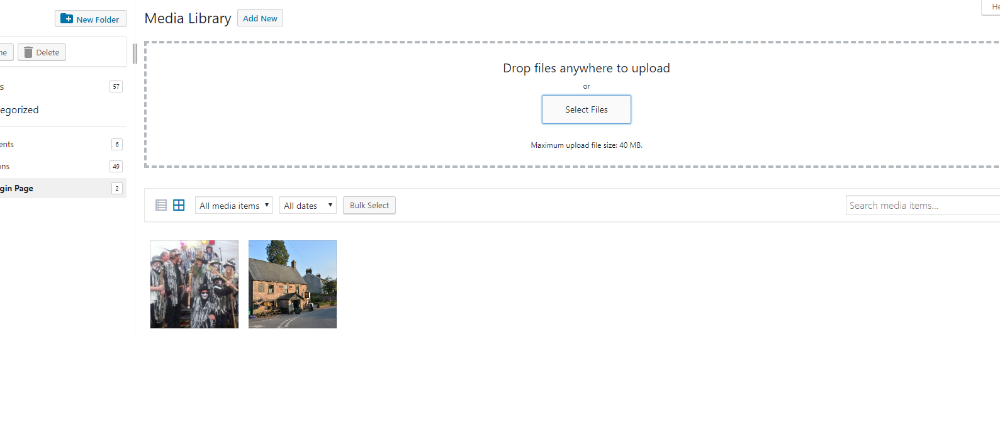 New Folder
Media Library
Add New
He
ne
Delete
Drop files anywhere to upload
or
Select Files
Maximum upload file size: 40 MB.
s
57
egorized
ents
6
ons
49
gin Page
2
All media items
All dates
Bulk Select
Search media items...